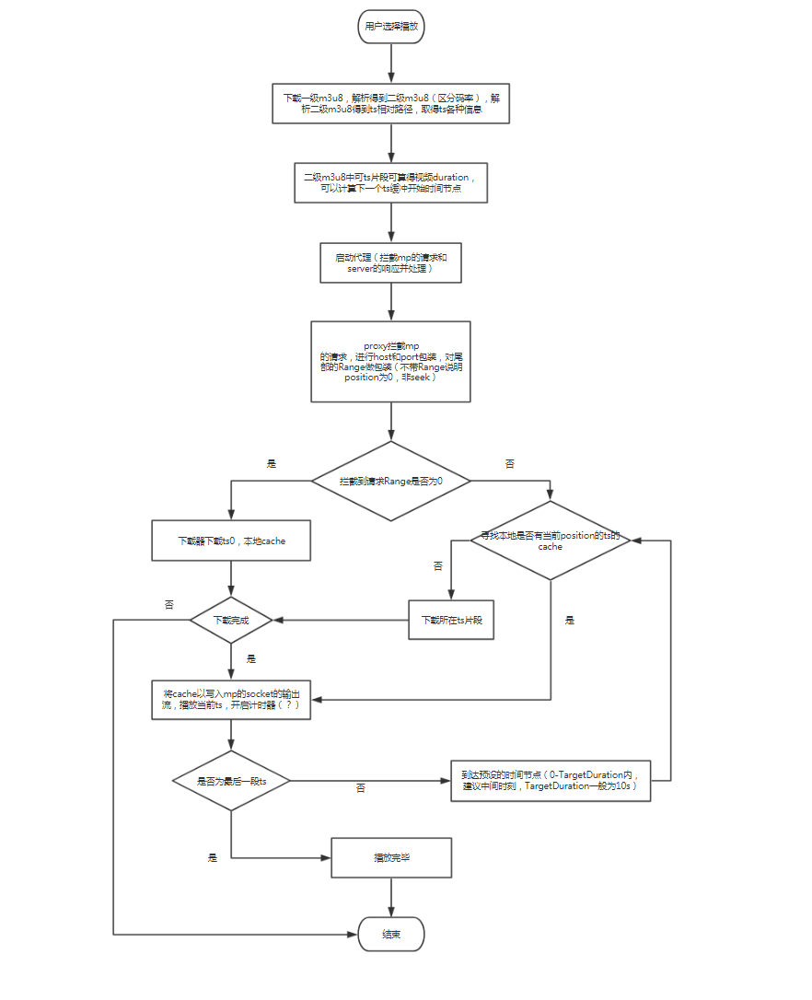 用户选择播放
下载一级m3u8，解析得到二级m3u8（区分码率），解
析二级m3u8得到ts相对路径，取得ts各种信息
二级m3u8中可ts片段可算得视频duration，
可以计算下一个ts缓冲开始时间节点
启动代理（拦截mp的请求和
server的响应并处理）
proxy拦截mp
的请求，进行host和port包装，对尾
部的Range做包装（不带Range说明
position为0，非seek）
是
否
拦截到请求Range是否为0
寻找本地是否有当前position的ts的
cache
下载器下载ts0，本地cache
否
下载所在ts片段
是
否
下载完成
是
将cache以写入mp的socket的输出
流，播放当前ts，开启计时器（？）
是否为最后一段ts
否
到达预设的时间节点（0-TargetDuration内，
建议中间时刻，TargetDuration一般为10s）
是
播放完毕
结束